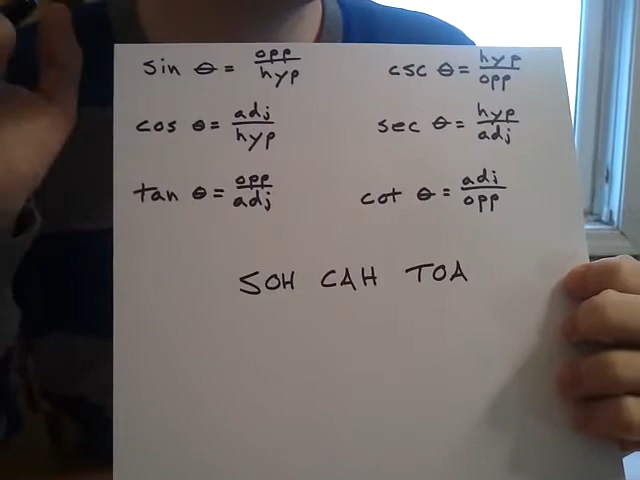 sin θ = opp/hyp csc θ = hyp/opp
cos θ = adj/hyp sec θ = hyp/adj
tan θ = opp/adj cot θ = adj/opp
SOH CAH TOA